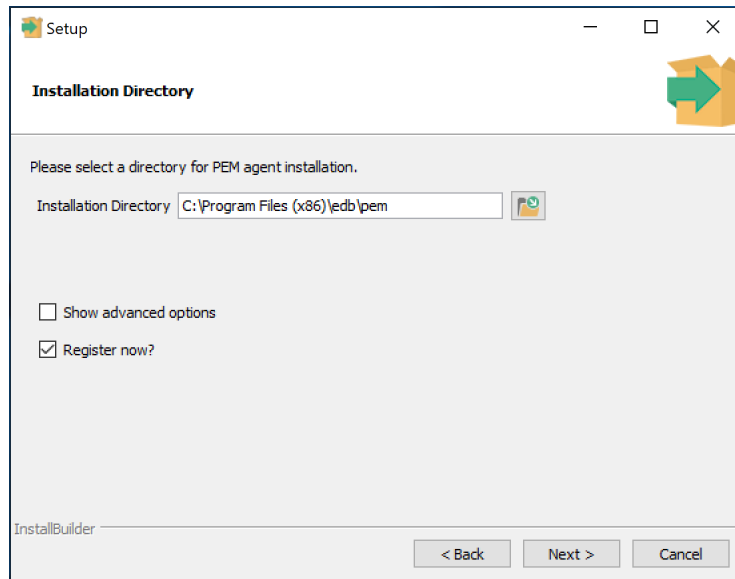 Setup
Installation Directory
Please select a directory for PEM agent installation.
Installation Directory C:\Program Files (x86)\edb\pem
Show advanced options
Register now?
InstallBuilder
< Back Next > Cancel